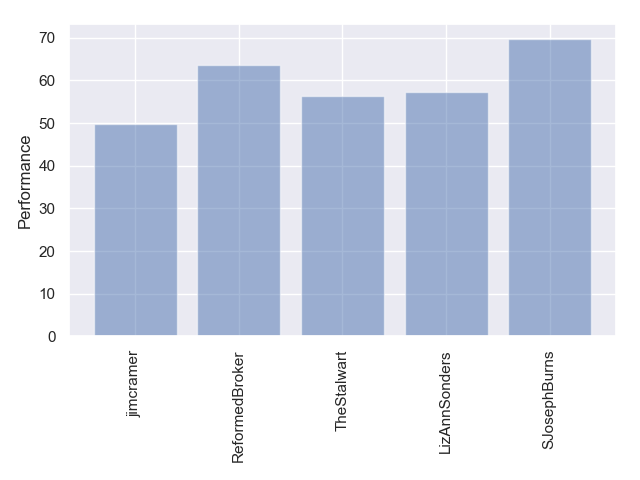 70
60
50
40
30
20
10
0
Performance
jimcramer
ReformedBroker
TheStalwart
LizAnnSonders
SJosephBurns